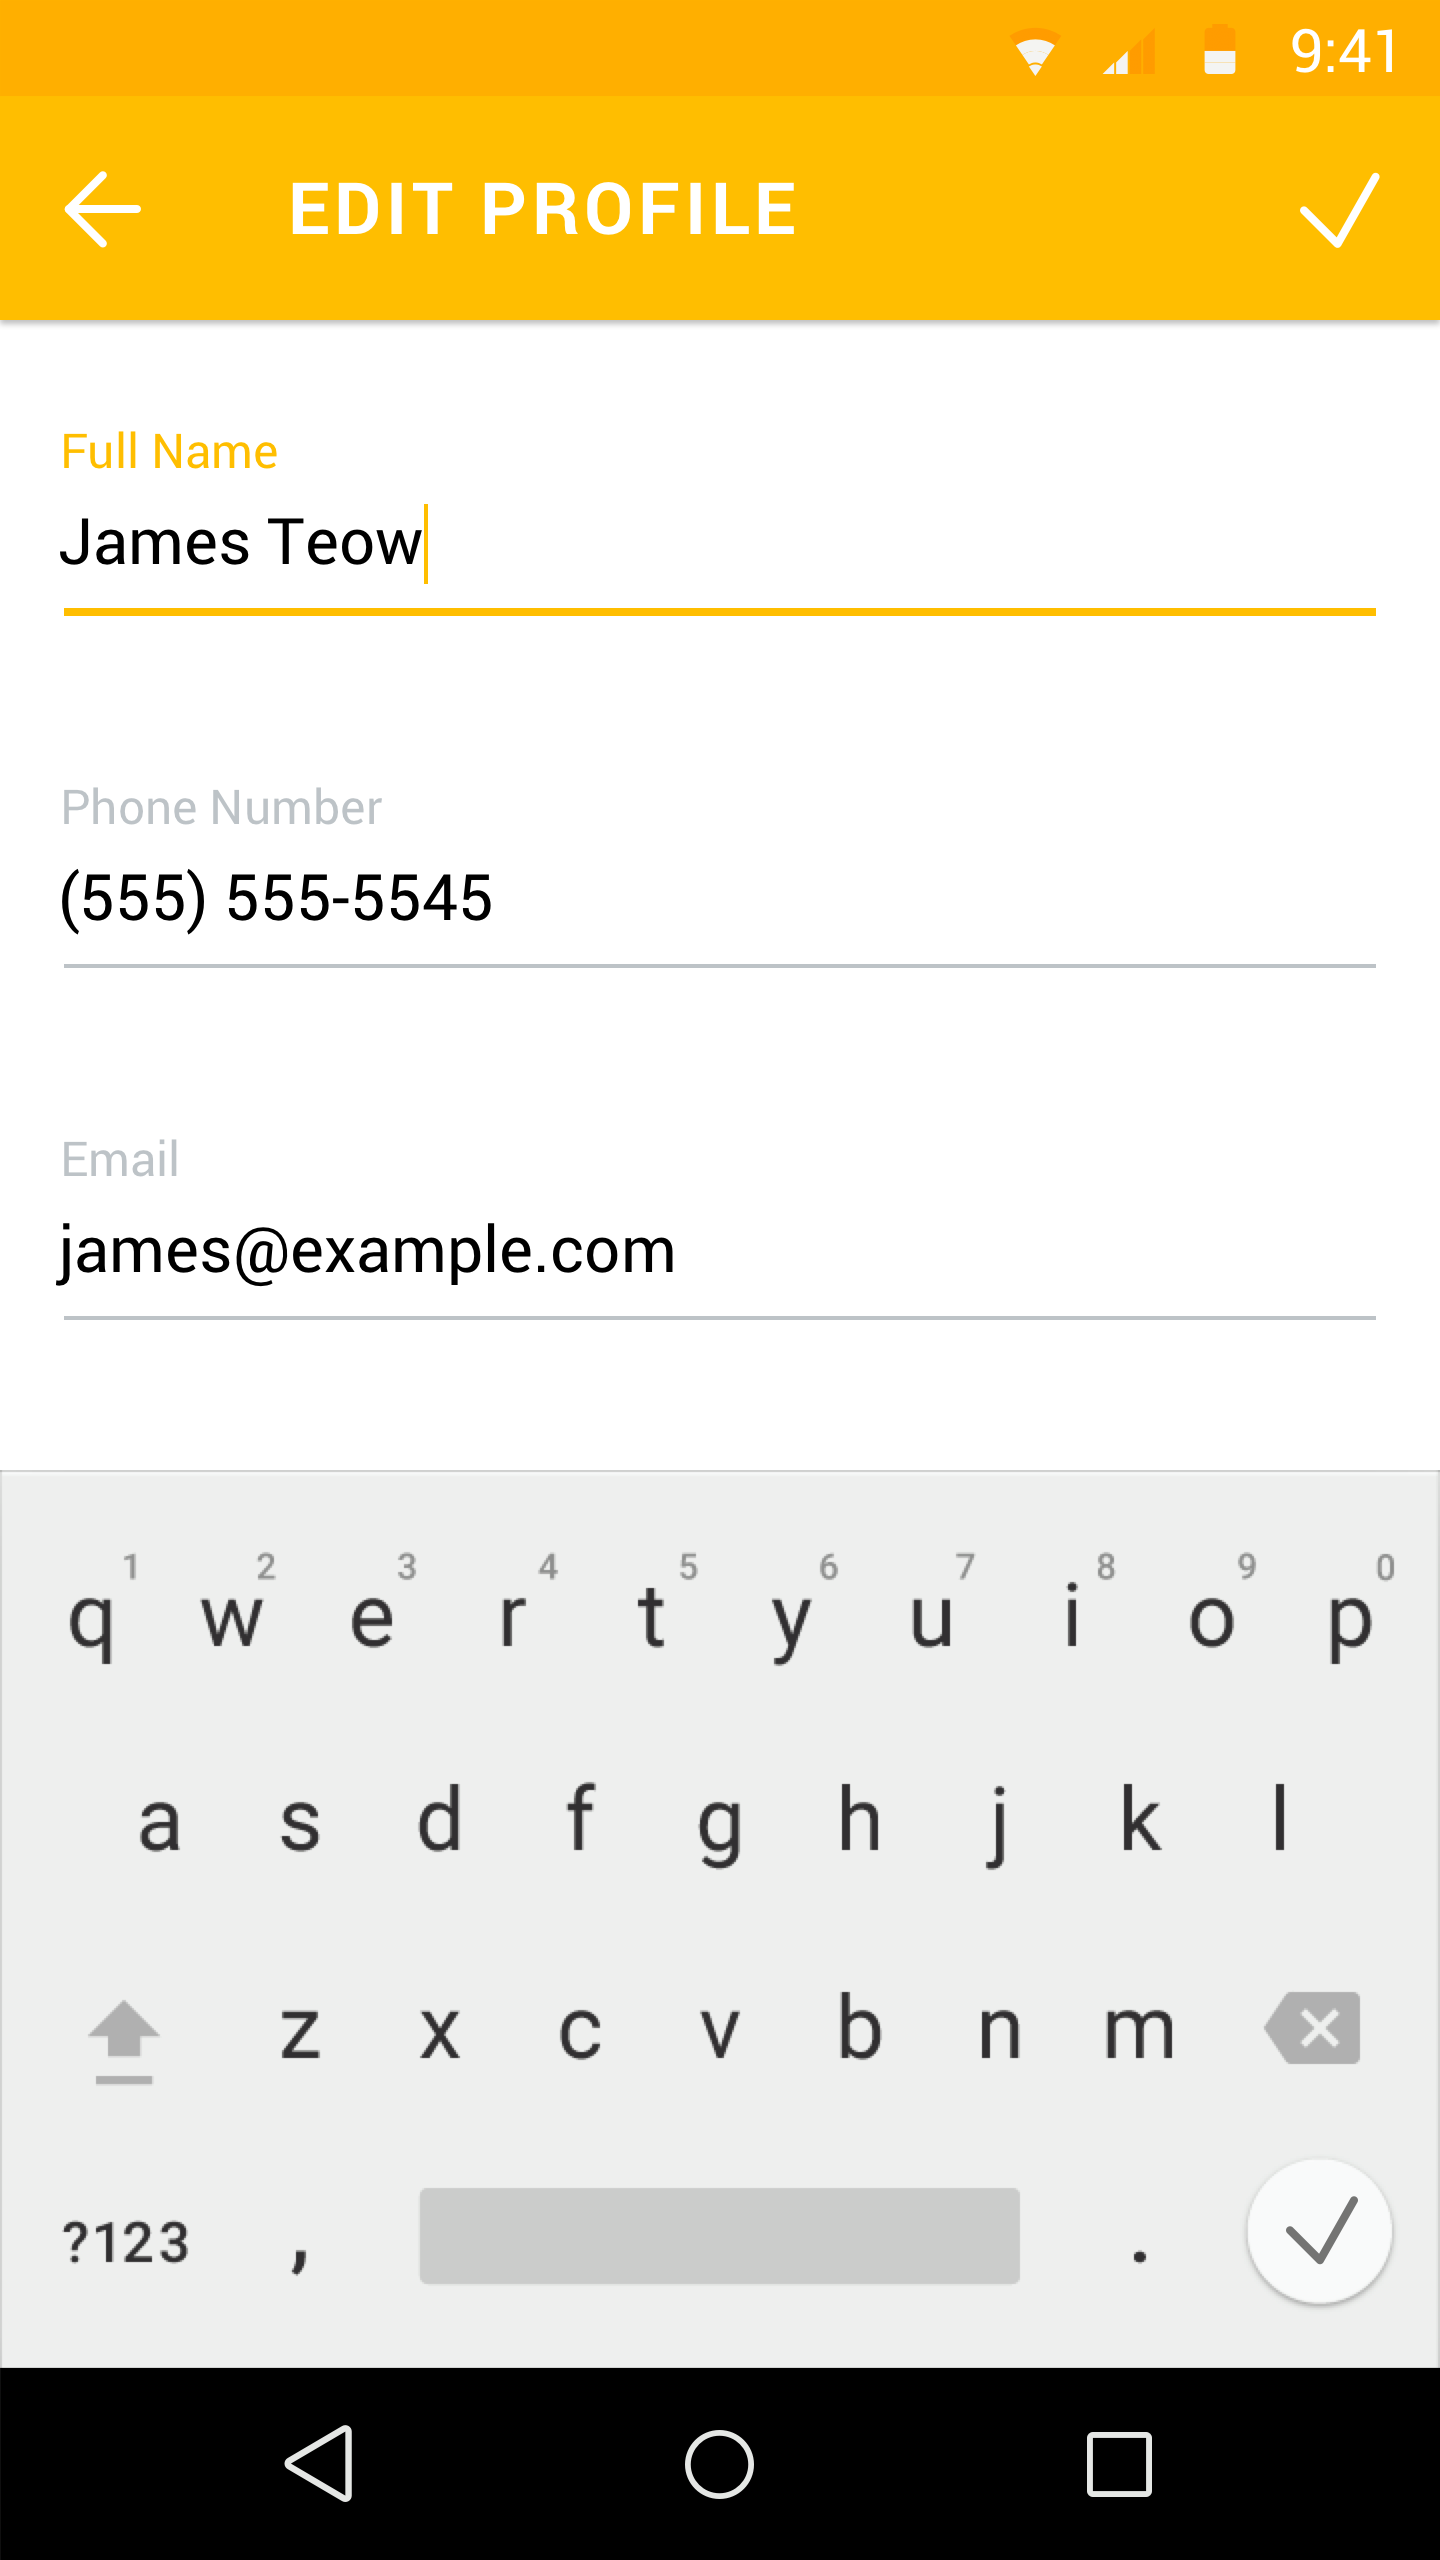 9:41
EDIT PROFILE
Full Name
James Teow
Phone Number
(555) 555-5545
Email
james@example.com
1 2 3 4 5 6 7 8 9 0
q w e r t y u i o p
a s d f g h j k l
z x c v b n m
?123 , .